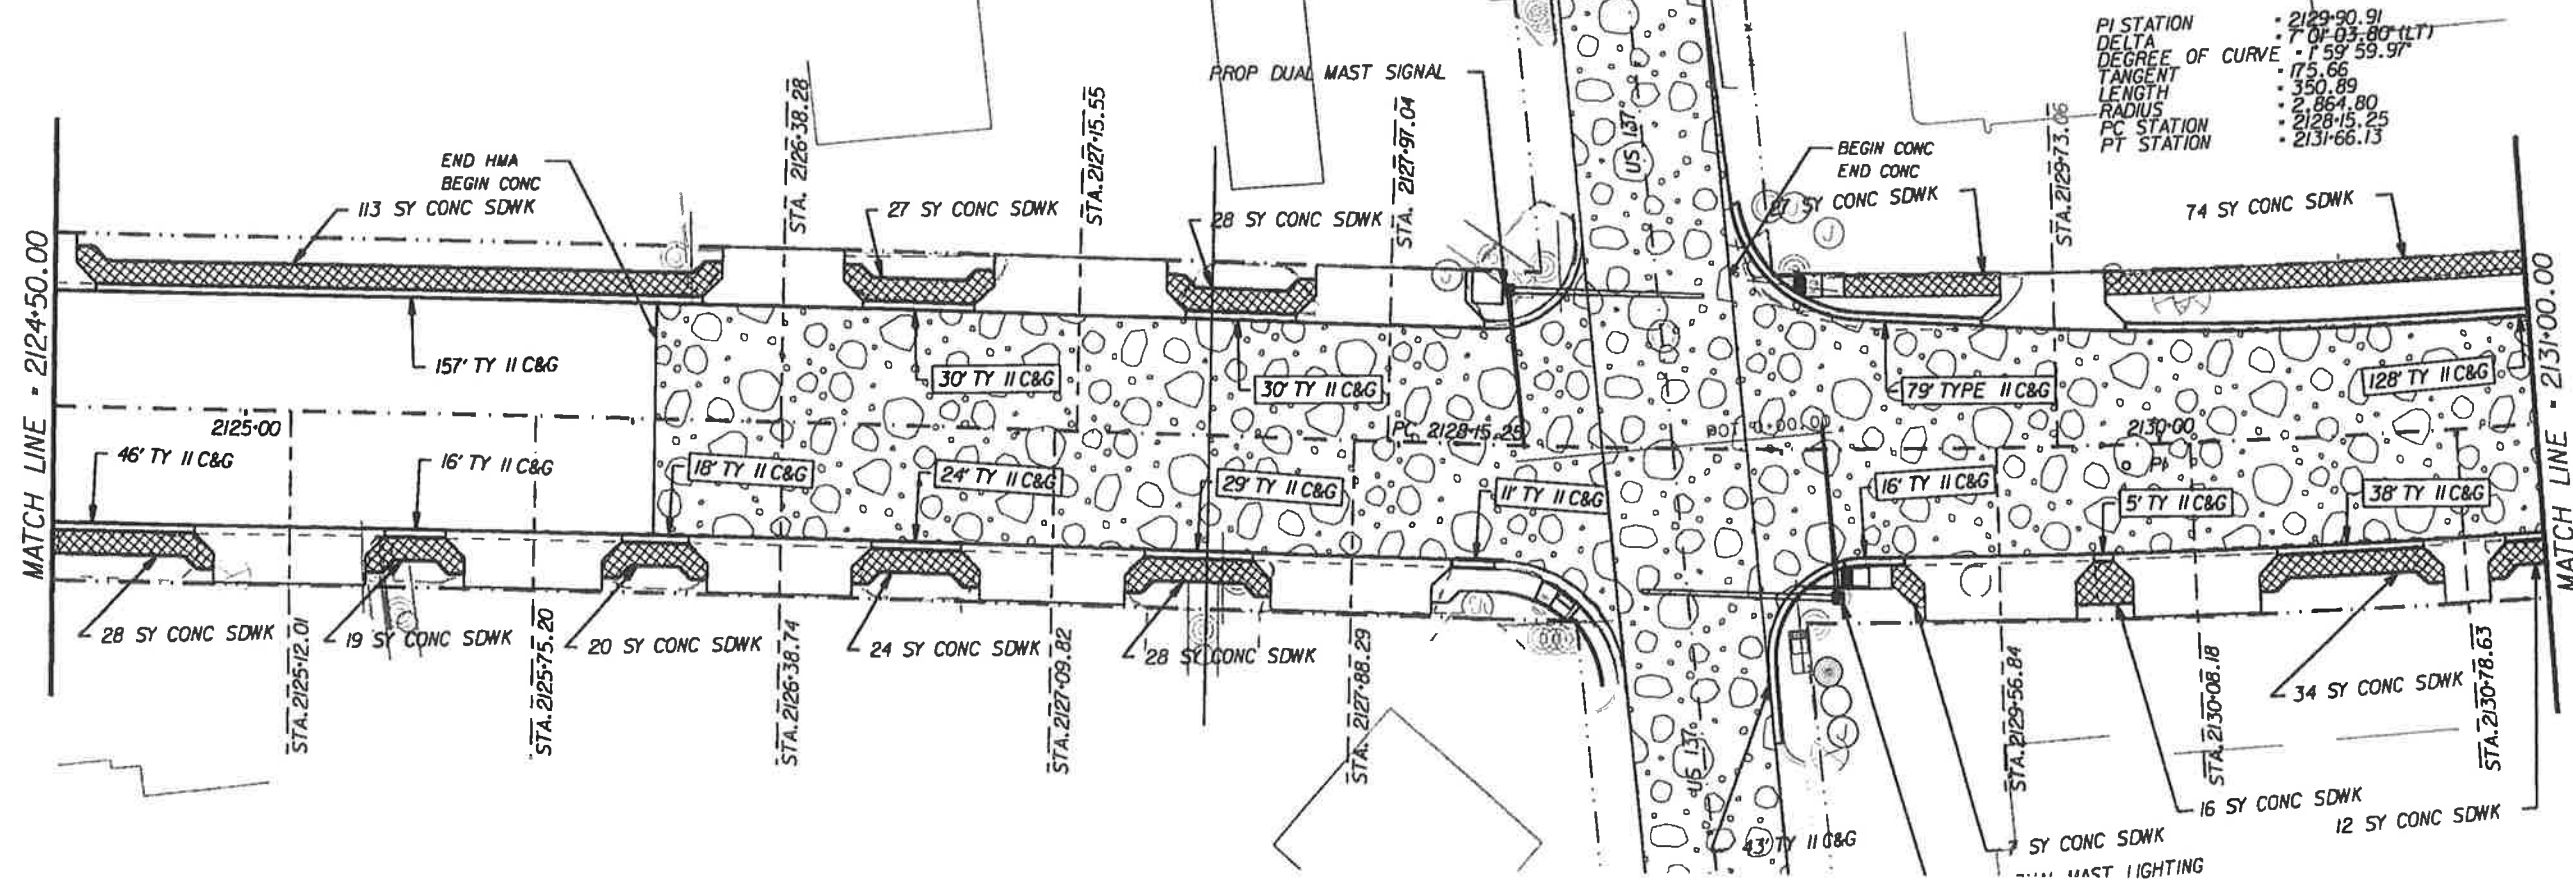 PI STATION = 2129+90.91
DELTA = 7° 01' 03.80" (LT)
DEGREE OF CURVE = 1° 59' 59.97"
TANGENT = 175.66
LENGTH = 350.89
RADIUS = 2,864.80
PC STATION = 2128+15.25
PT STATION = 2131+66.13
PROP DUAL MAST SIGNAL
STA. 2126+38.28
STA. 2127+15.55
STA. 2127+97.04
STA. 2129+73.06
US 137
END HMA
BEGIN CONC
BEGIN CONC
END CONC
113 SY CONC SDWK
27 SY CONC SDWK
28 SY CONC SDWK
SY CONC SDWK
74 SY CONC SDWK
MATCH LINE = 2124+50.00
MATCH LINE = 2131+00.00
157' TY II C&G
30' TY II C&G
30' TY II C&G
79' TYPE II C&G
128' TY II C&G
2125+00
PC 2128+15.25
POT 0+00.00
2130+00
PI
46' TY II C&G
16' TY II C&G
18' TY II C&G
24' TY II C&G
29' TY II C&G
11' TY II C&G
16' TY II C&G
5' TY II C&G
38' TY II C&G
28 SY CONC SDWK
19 SY CONC SDWK
20 SY CONC SDWK
24 SY CONC SDWK
28 SY CONC SDWK
34 SY CONC SDWK
STA. 2125+12.01
STA. 2125+75.20
STA. 2126+38.74
STA. 2127+09.82
STA. 2127+88.29
STA. 2129+56.84
STA. 2130+08.18
STA. 2130+78.63
US 137
43' TY II C&G
16 SY CONC SDWK
12 SY CONC SDWK
7 SY CONC SDWK
MAST LIGHTING